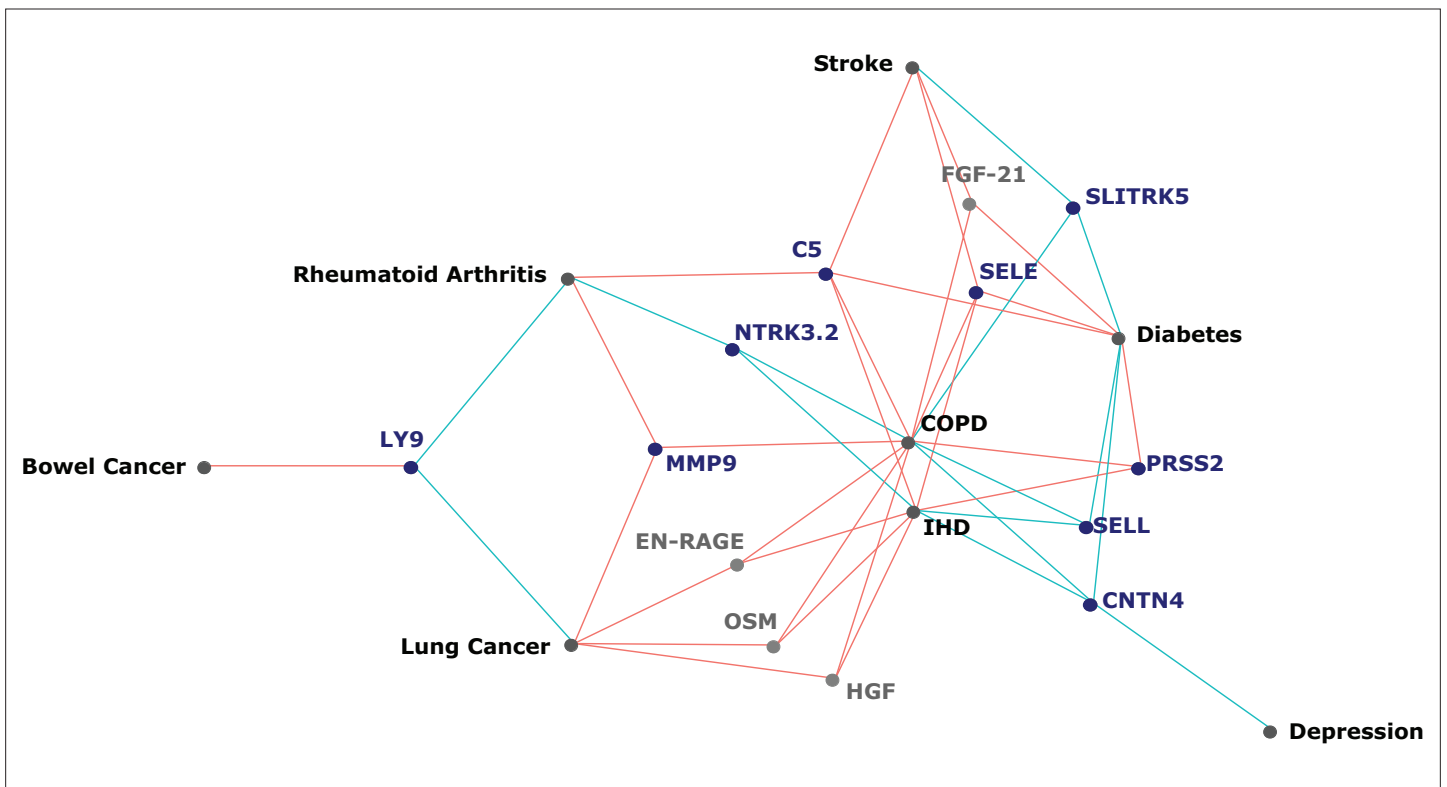 Stroke
FGF-21
SLITRK5
C5
SELE
Rheumatoid Arthritis
NTRK3.2
Diabetes
COPD
LY9
MMP9
PRSS2
Bowel Cancer
IHD
SELL
EN-RAGE
CNTN4
OSM
Lung Cancer
HGF
Depression